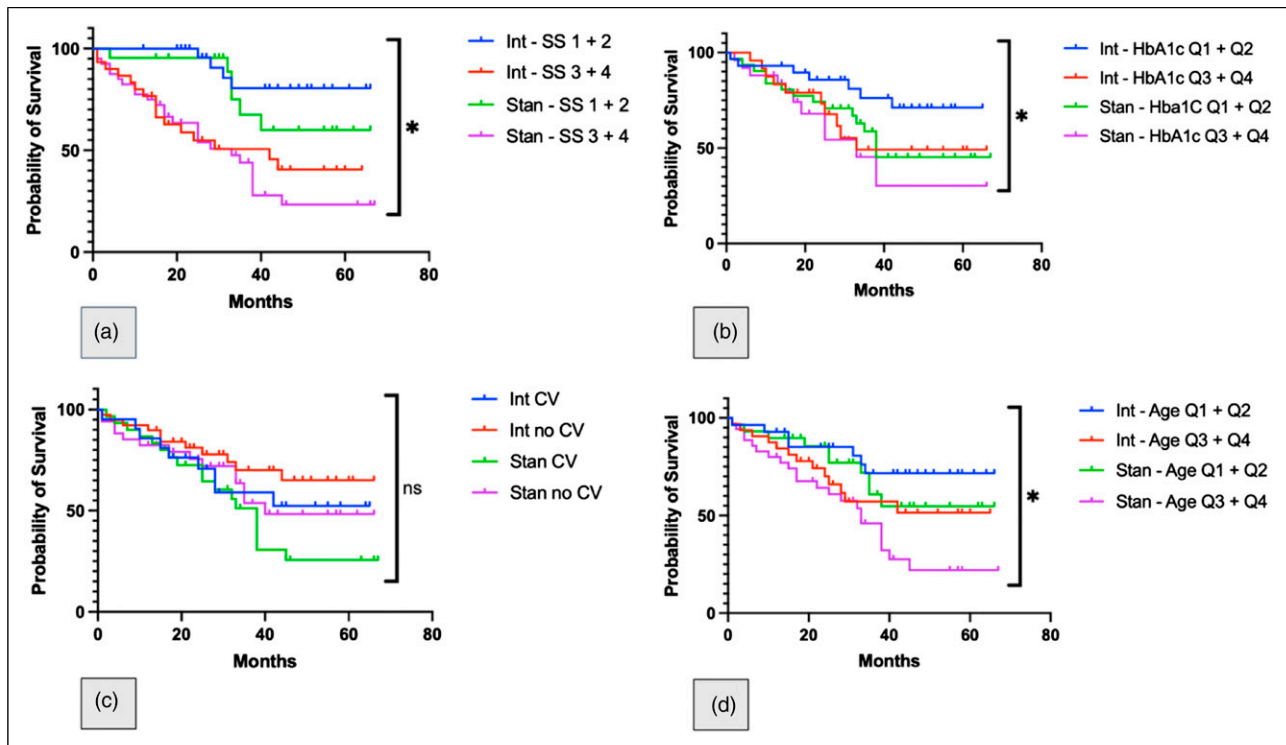 Probability of Survival
100
50
0
0 20 40 60 80
Months
Int - SS 1 + 2
Int - SS 3 + 4
Stan - SS 1 + 2
Stan - SS 3 + 4
*
(a)
Probability of Survival
100
50
0
0 20 40 60 80
Months
Int - HbA1c Q1 + Q2
Int - HbA1c Q3 + Q4
Stan - Hba1C Q1 + Q2
Stan - HbA1c Q3 + Q4
*
(b)
Probability of Survival
100
50
0
0 20 40 60 80
Months
Int CV
Int no CV
Stan CV
Stan no CV
ns
(c)
Probability of Survival
100
50
0
0 20 40 60 80
Months
Int - Age Q1 + Q2
Int - Age Q3 + Q4
Stan - Age Q1 + Q2
Stan - Age Q3 + Q4
*
(d)